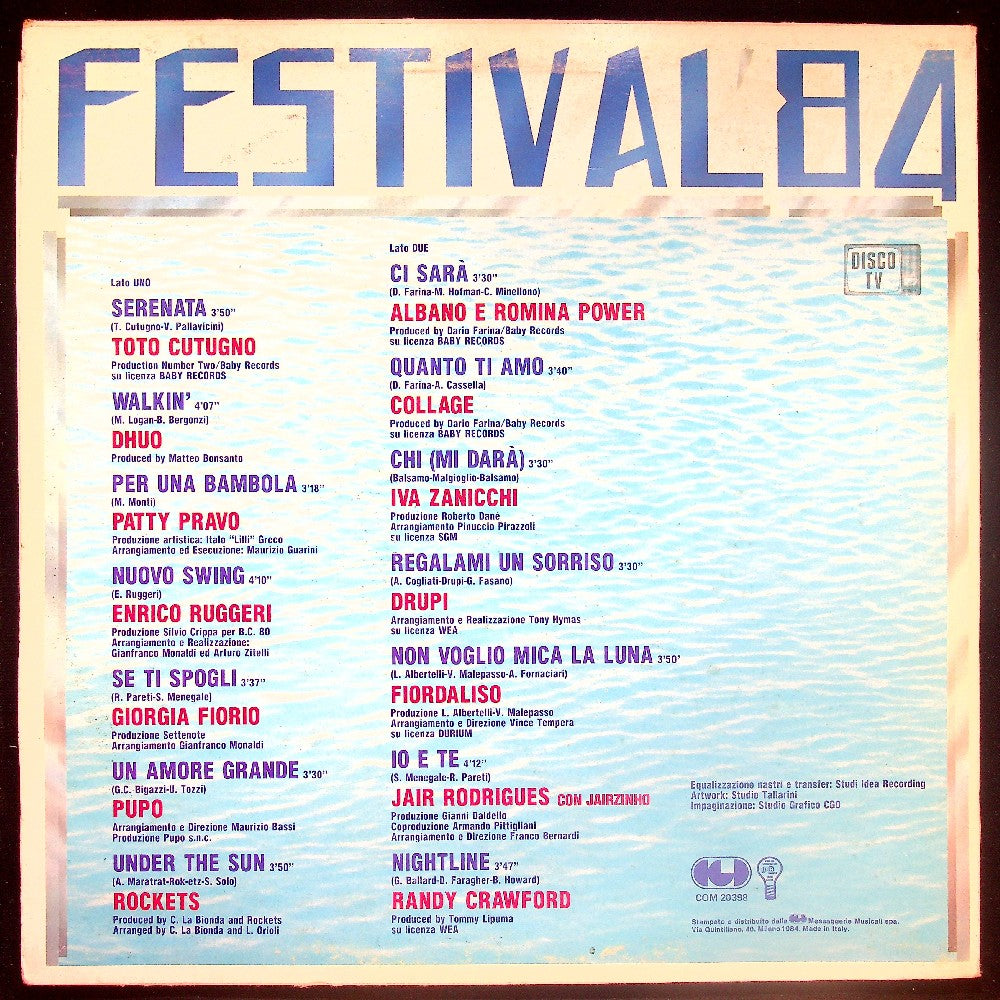 FESTIVAL84
Lato UNO
SERENATA 3'50"
(T. Cutugno-V. Pallavicini)
TOTO CUTUGNO
Production Number Two/Baby Records
su licenza BABY RECORDS
WALKIN' 4'07"
(M. Logan-B. Bergonzi)
DHUO
Produced by Matteo Bonsanto
PER UNA BAMBOLA 3'18"
(M. Monti)
PATTY PRAVO
Produzione artistica: Italo "Lilli" Greco
Arrangiamento ed Esecuzione: Maurizio Guarini
NUOVO SWING 4'10"
(E. Ruggeri)
ENRICO RUGGERI
Produzione Silvio Crippa per B.C. 80
Arrangiamento e Realizzazione:
Gianfranco Monaldi ed Arturo Zitelli
SE TI SPOGLI 3'37"
(R. Pareti-S. Menegale)
GIORGIA FIORIO
Produzione Settenote
Arrangiamento Gianfranco Monaldi
UN AMORE GRANDE 3'30"
(G.C. Bigazzi-U. Tozzi)
PUPO
Arrangiamento e Direzione Maurizio Bassi
Produzione Pupo s.n.c.
UNDER THE SUN 3'50"
(A. Maratrat-Rok-etz-S. Solo)
ROCKETS
Produced by C. La Bionda and Rockets
Arranged by C. La Bionda and L. Orioli
Lato DUE
CI SARÀ 3'30"
(D. Farina-M. Hofman-C. Minellono)
ALBANO E ROMINA POWER
Produced by Dario Farina/Baby Records
su licenza BABY RECORDS
QUANTO TI AMO 3'40"
(D. Farina-A. Cassella)
COLLAGE
Produced by Dario Farina/Baby Records
su licenza BABY RECORDS
CHI (MI DARÀ) 3'30"
(Balsamo-Malgioglio-Balsamo)
IVA ZANICCHI
Produzione Roberto Danè
Arrangiamento Pinuccio Pirazzoli
su licenza SGM
REGALAMI UN SORRISO 3'30"
(A. Cogliati-Drupi-G. Fasano)
DRUPI
Arrangiamento e Realizzazione Tony Hymas
su licenza WEA
NON VOGLIO MICA LA LUNA 3'50'
(L. Albertelli-V. Malepasso-A. Fornaciari)
FIORDALISO
Produzione L. Albertelli-V. Malepasso
Arrangiamento e Direzione Vince Tempera
su licenza DURIUM
IO E TE 4'12"
(S. Menegale-R. Pareti)
JAIR RODRIGUES CON JAIRZINHO
Produzione Gianni Daldello
Coproduzione Armando Pittigliani
Arrangiamento e Direzione Franco Bernardi
NIGHTLINE 3'47"
(G. Ballard-D. Faragher-B. Howard)
RANDY CRAWFORD
Produced by Tommy Lipuma
su licenza WEA
DISCO
TV
Equalizzazione nastri e transfer: Studi Idea Recording
Artwork: Studio Tallarini
Impaginazione: Studio Grafico CGD
CGD
COM 20398
Stampato e distribuito dalle CGD Messaggerie Musicali spa.
Via Quintiliano, 40. Milano 1984. Made in Italy.